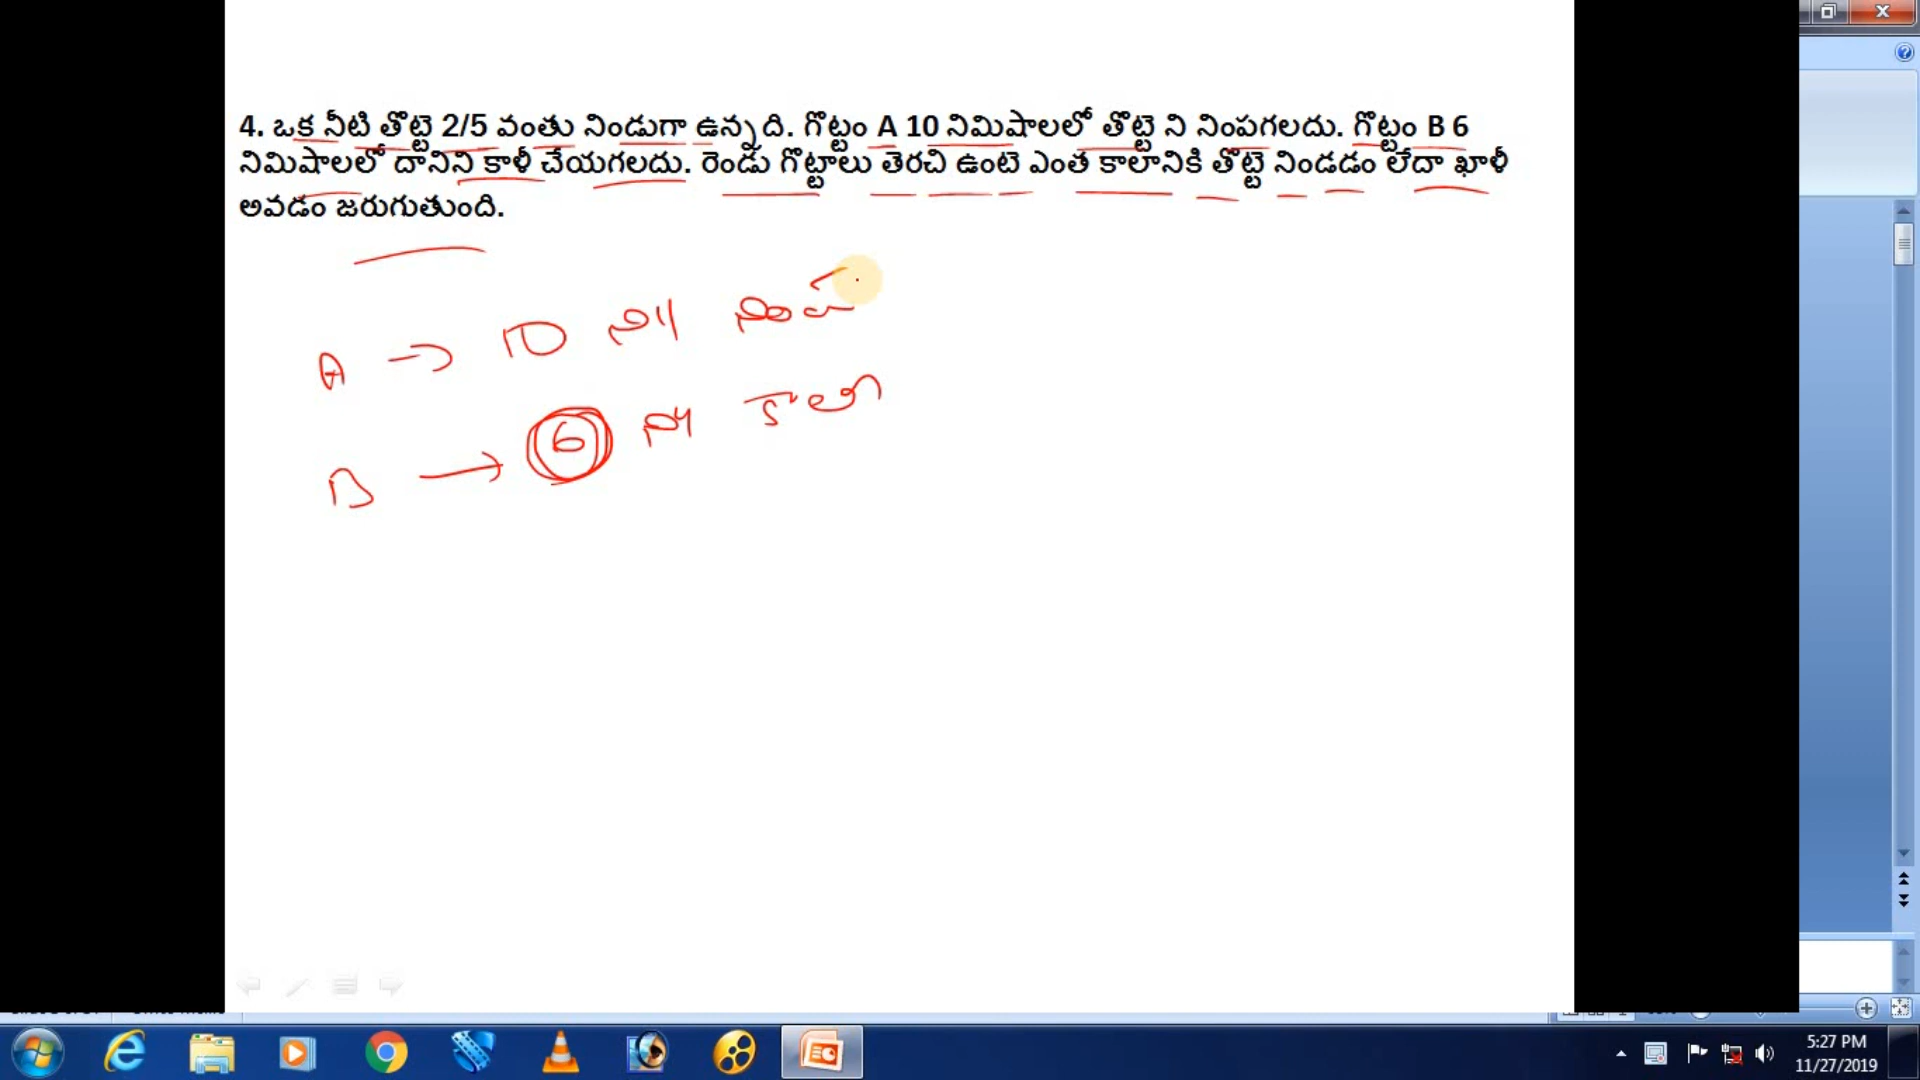 4. ఒక నీటి తొట్టె 2/5 వంతు నిండుగా ఉన్నది. గొట్టం A 10 నిమిషాలలో తొట్టె ని నింపగలదు. గొట్టం B 6
నిమిషాలలో దానిని కాళీ చేయగలదు. రెండు గొట్టాలు తెరచి ఉంటె ఎంత కాలానికి తొట్టె నిండడం లేదా ఖాళీ
అవడం జరుగుతుంది.
A → 10 ని॥
B → 6 ని॥
5:27 PM
11/27/2019